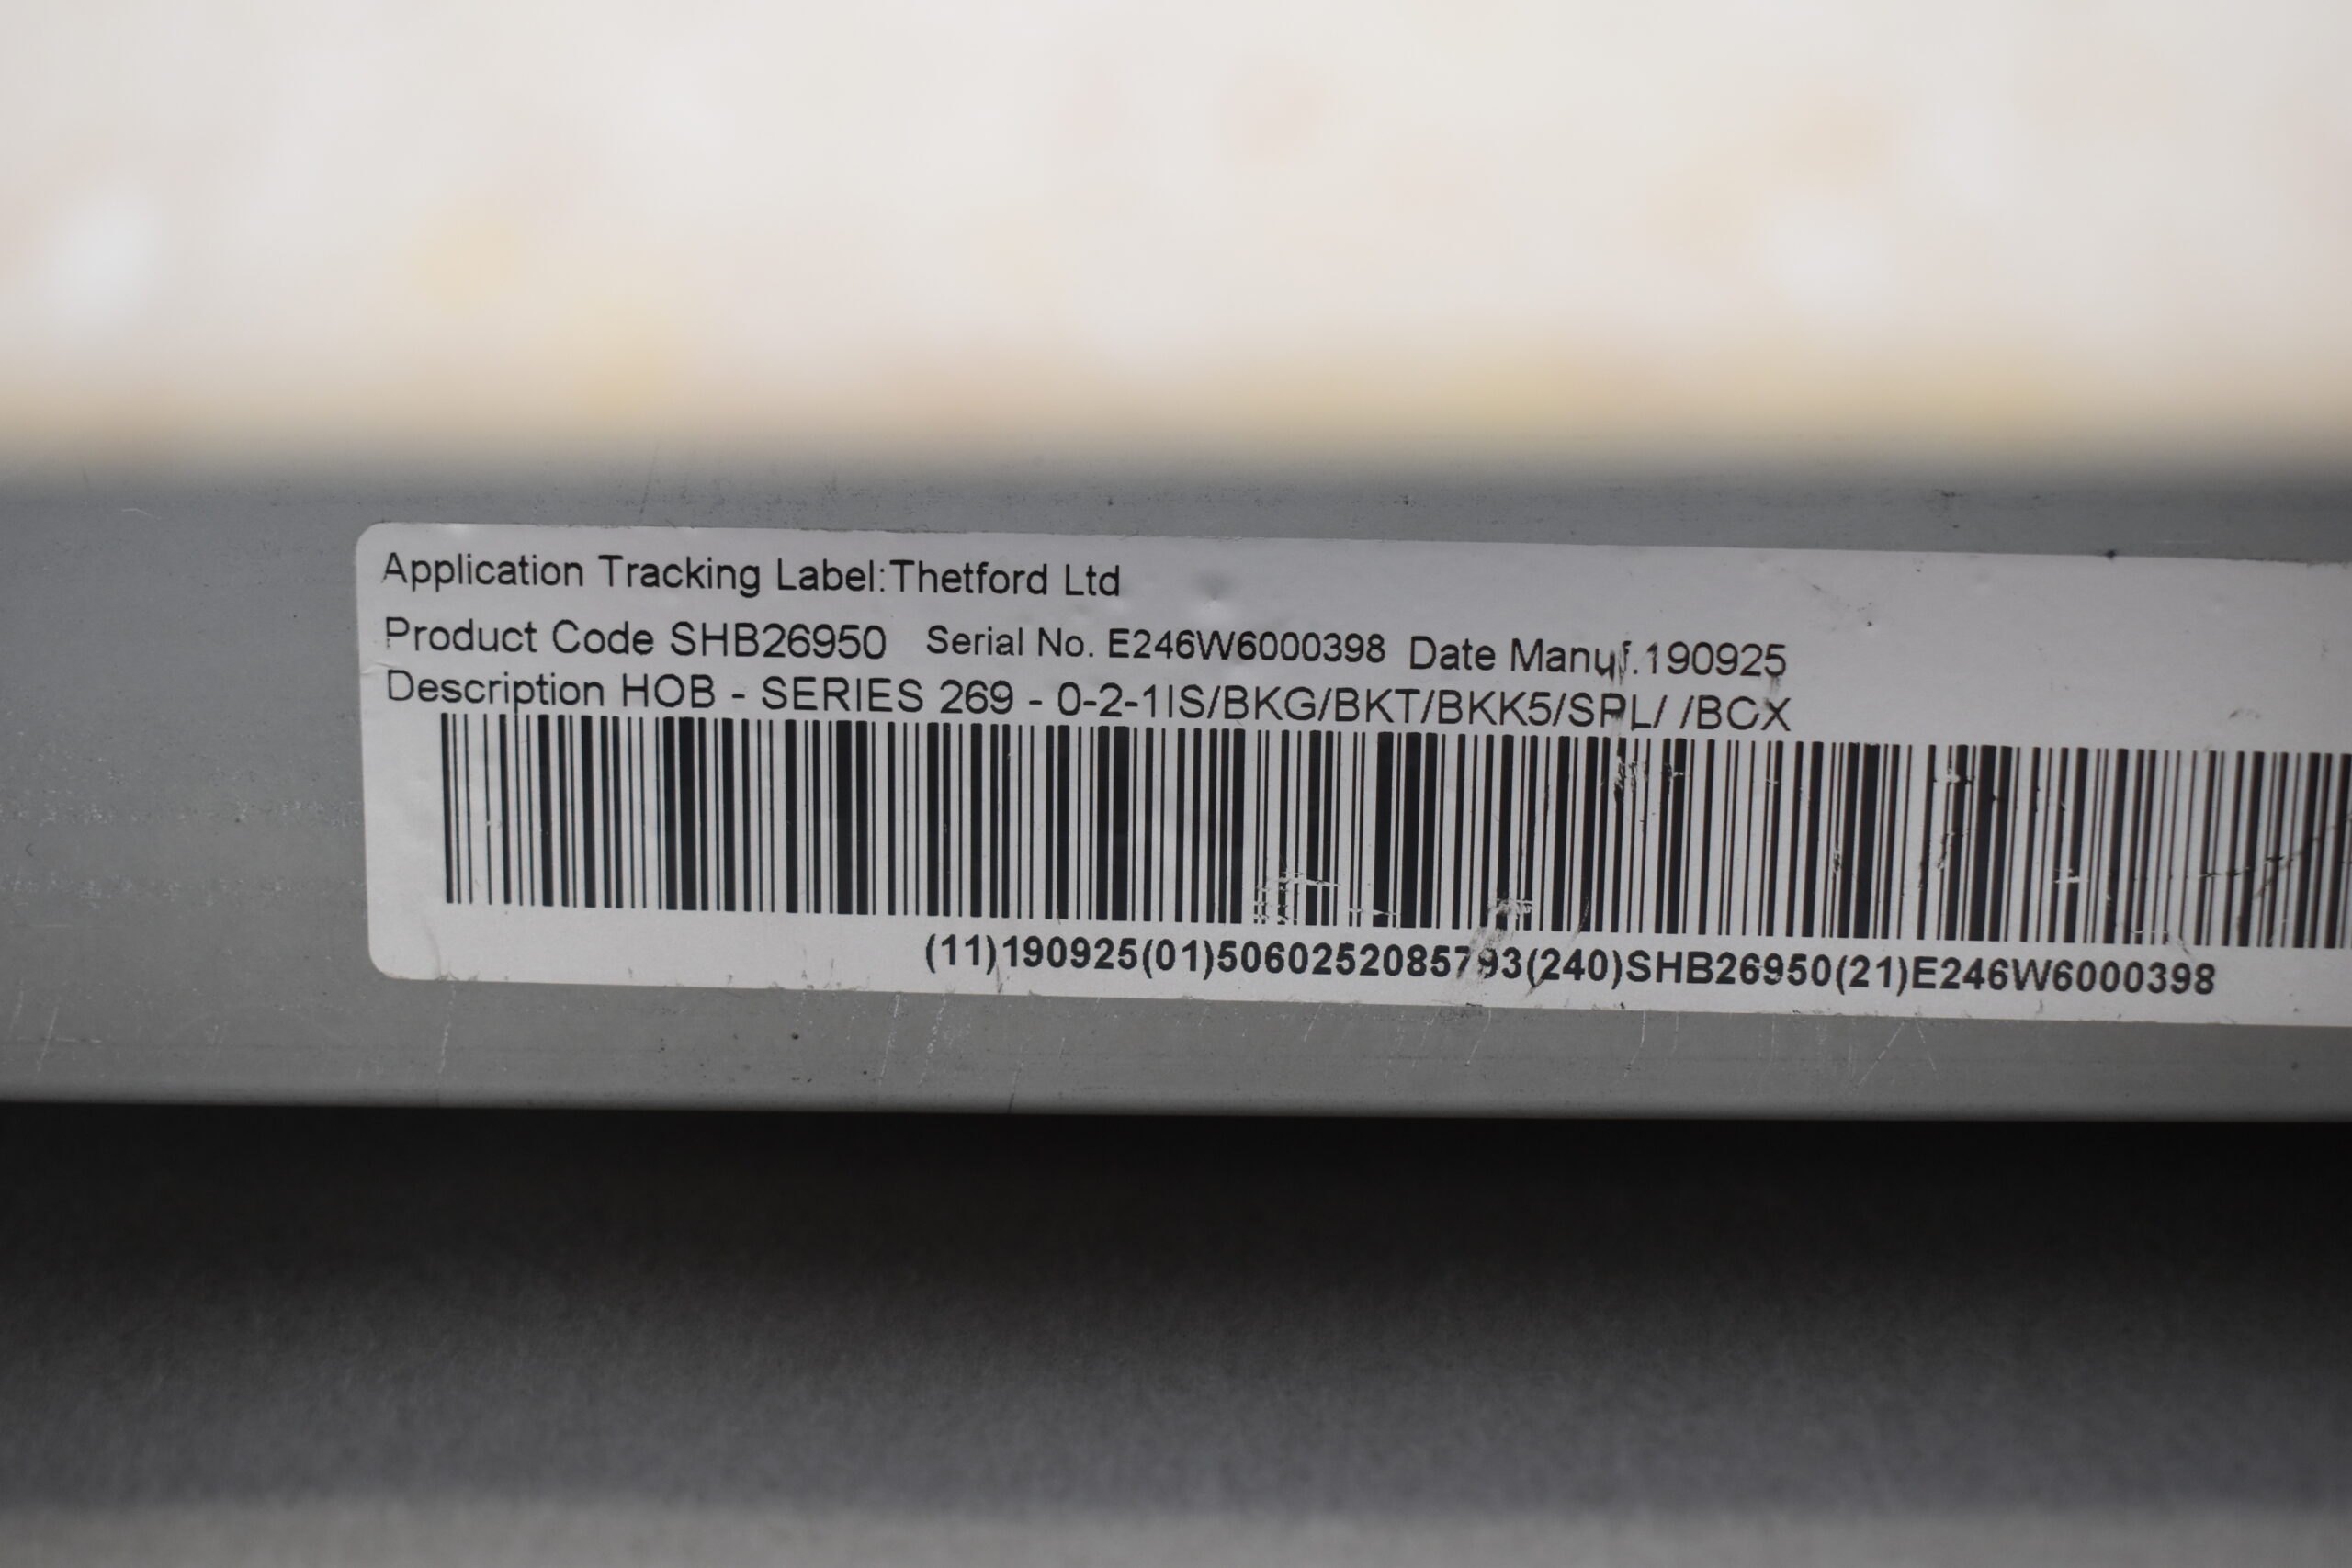 Application Tracking Label:Thetford Ltd
Product Code SHB26950 Serial No. E246W6000398 Date Manuf.190925
Description HOB - SERIES 269 - 0-2-1IS/BKG/BKT/BKK5/SPL/ /BCX
(11)190925(01)5060252085793(240)SHB26950(21)E246W6000398